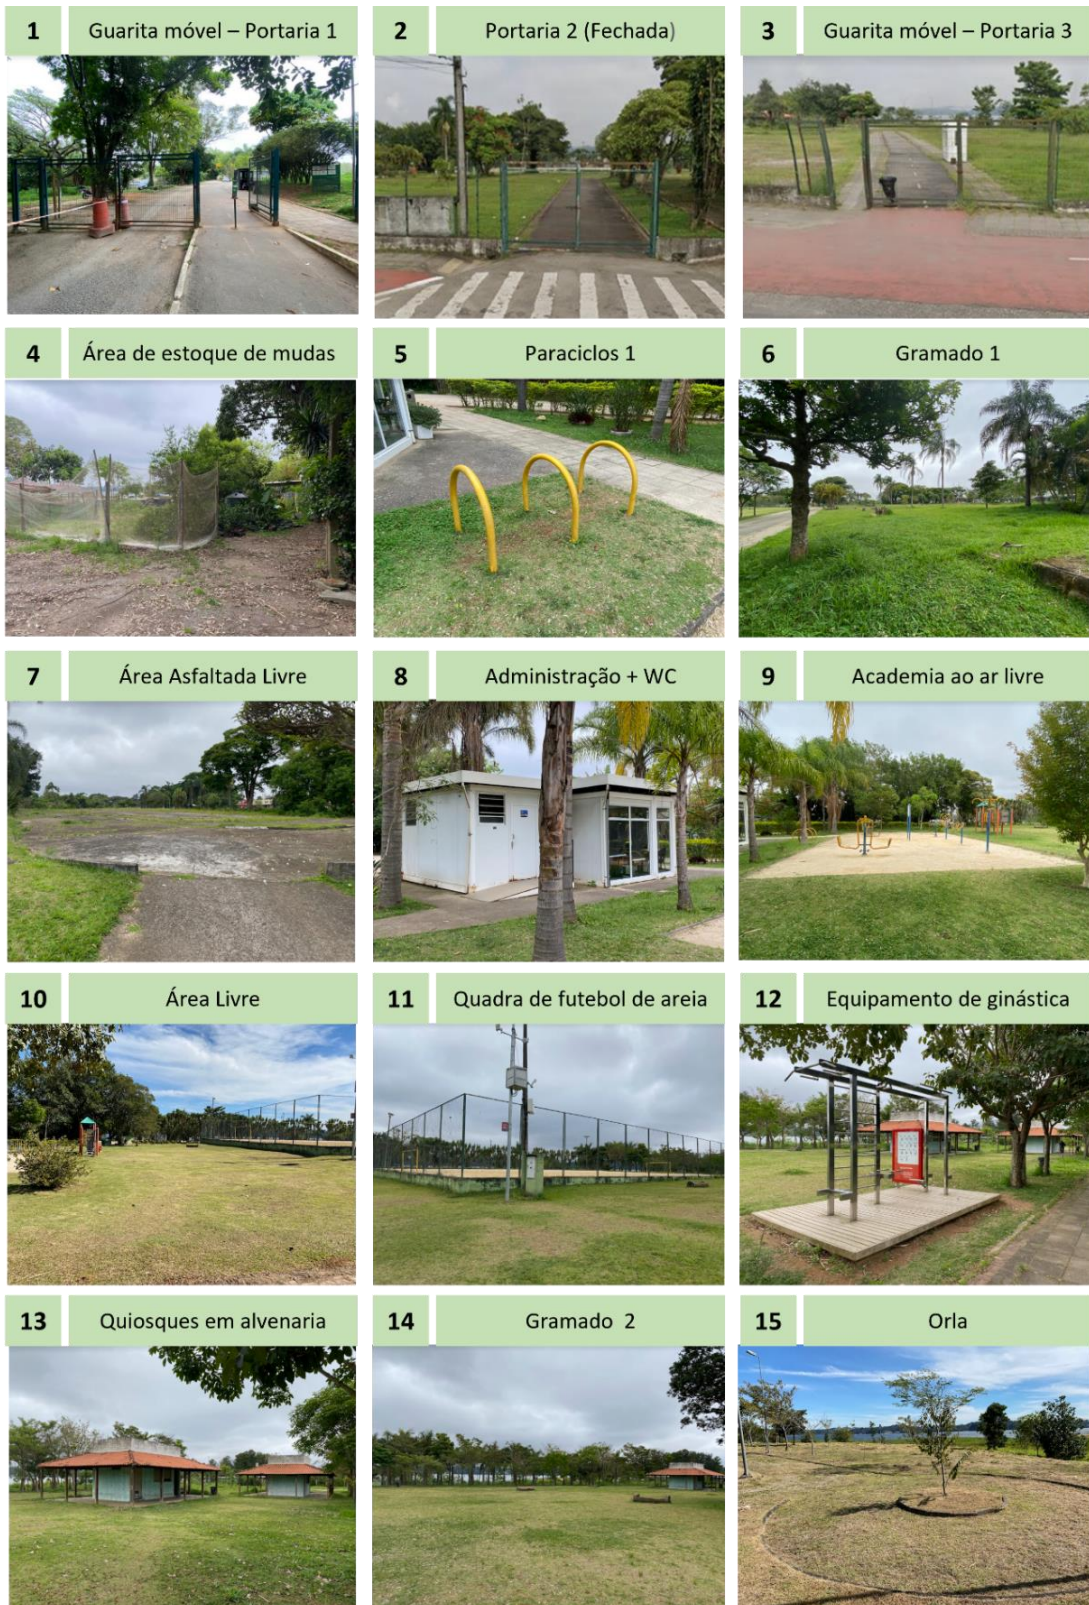 1 Guarita móvel – Portaria 1
2 Portaria 2 (Fechada)
3 Guarita móvel – Portaria 3
4 Área de estoque de mudas
5 Paraciclos 1
6 Gramado 1
7 Área Asfaltada Livre
8 Administração + WC
9 Academia ao ar livre
10 Área Livre
11 Quadra de futebol de areia
12 Equipamento de ginástica
13 Quiosques em alvenaria
14 Gramado 2
15 Orla